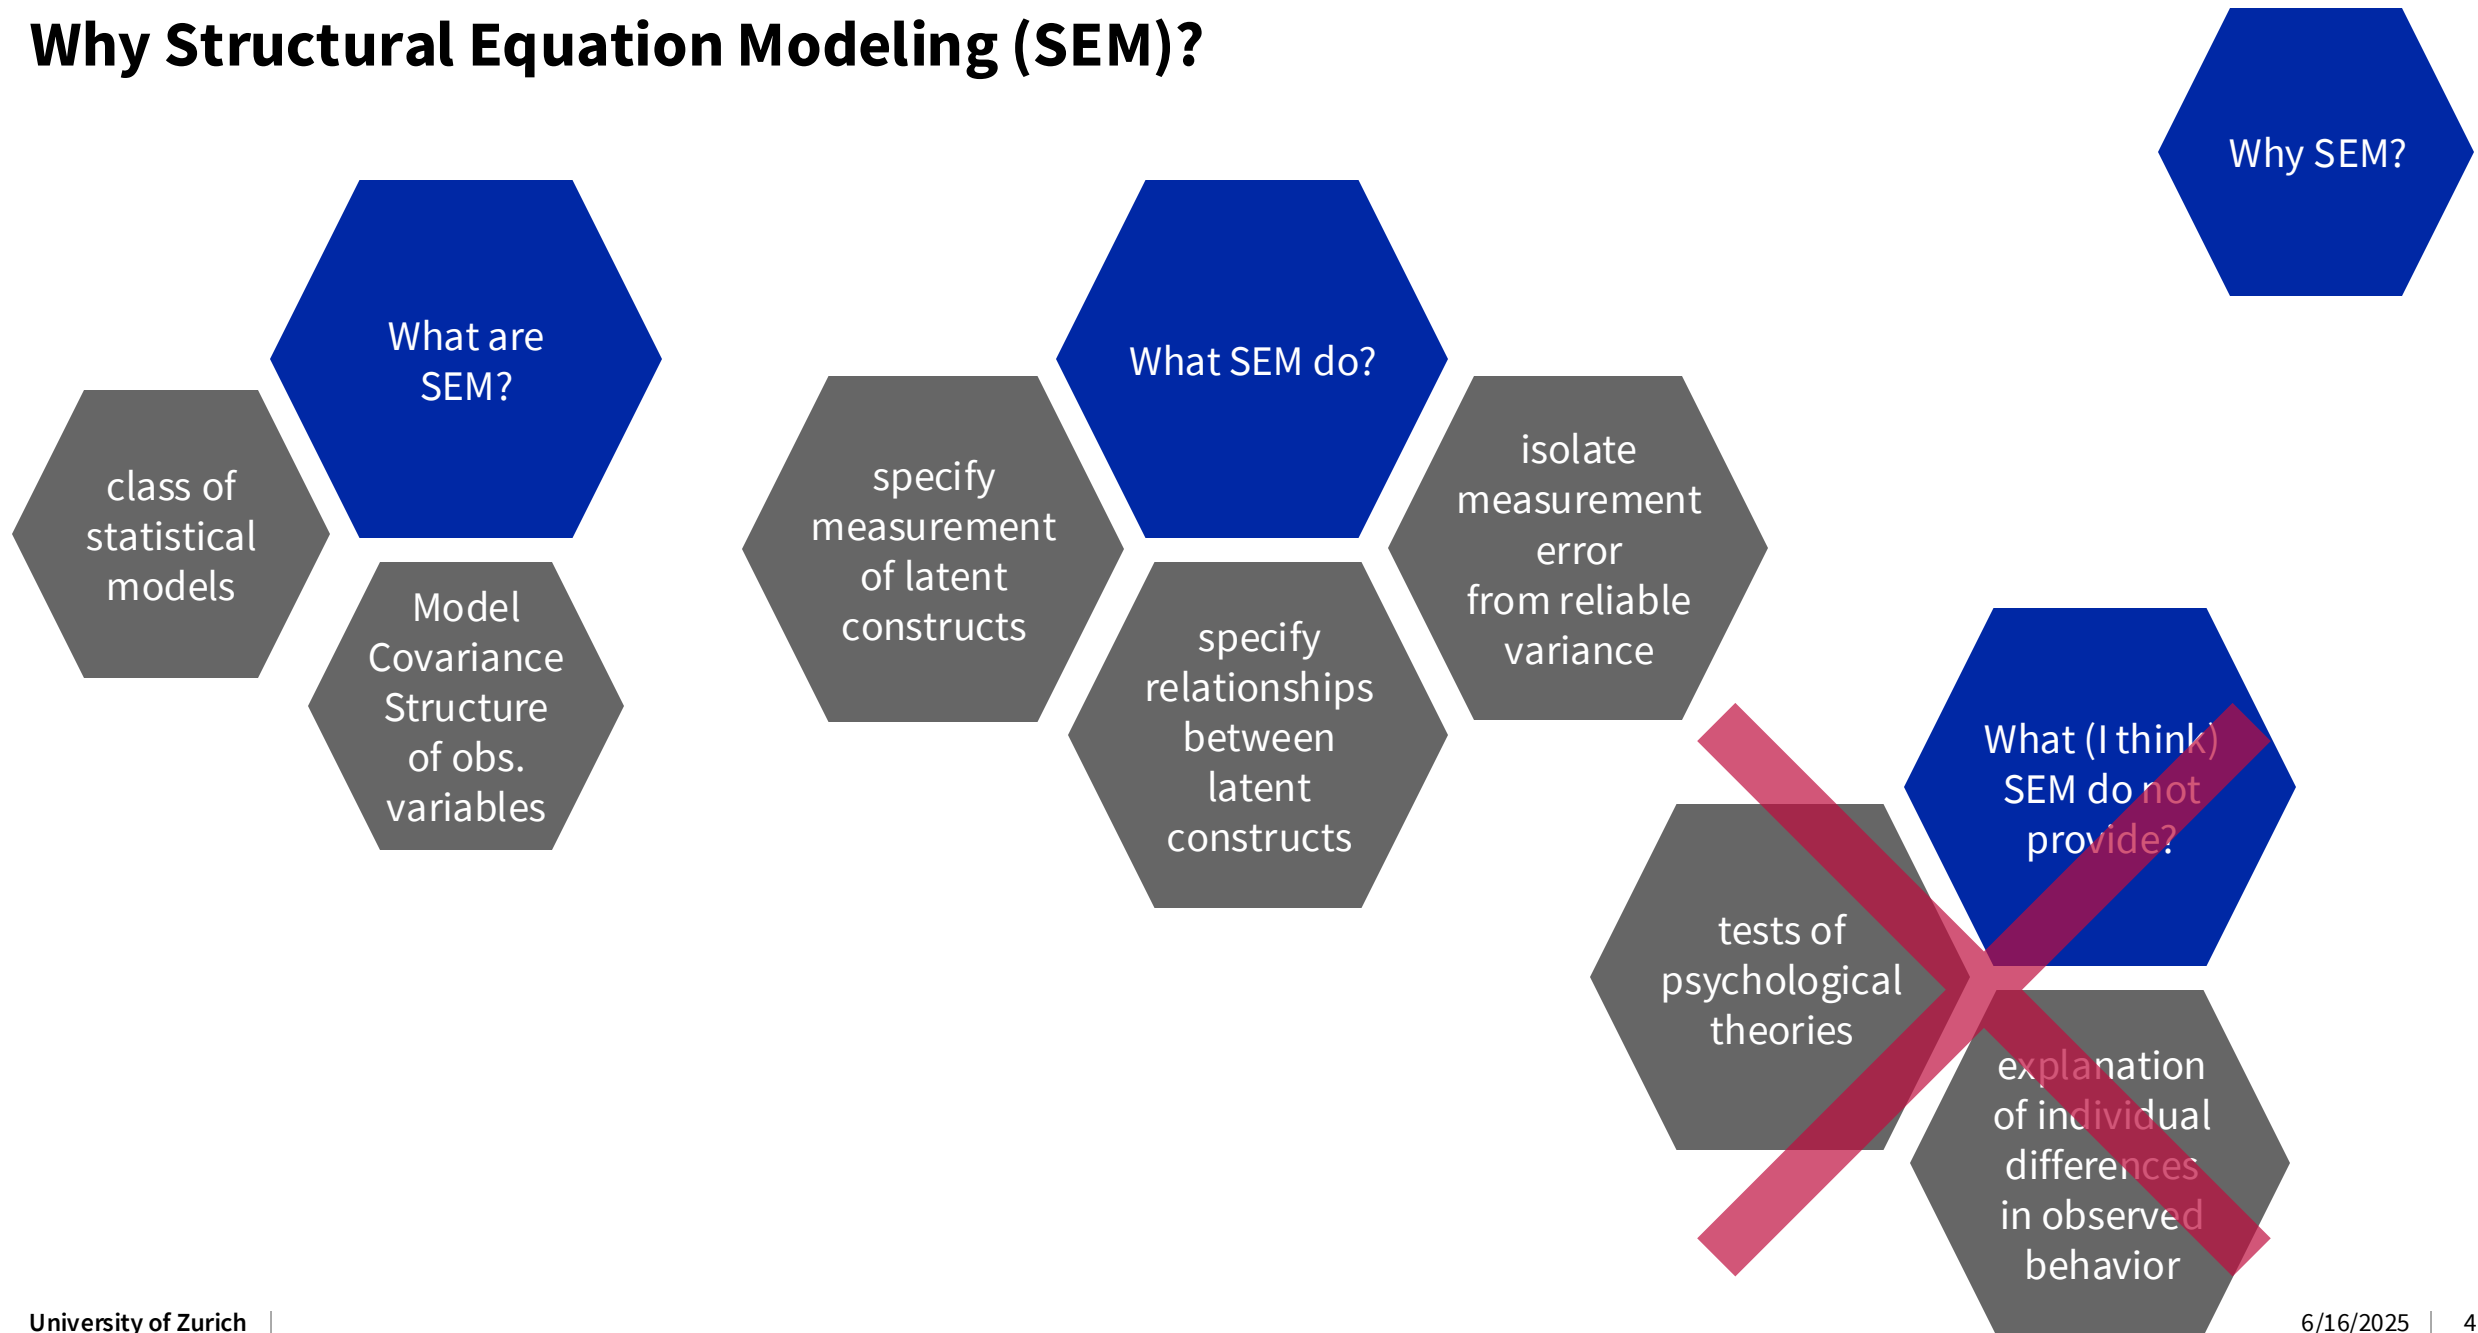 Why Structural Equation Modeling (SEM)?
Why SEM?
What are
SEM?
class of
statistical
models
Model
Covariance
Structure
of obs.
variables
What SEM do?
specify
measurement
of latent
constructs
specify
relationships
between
latent
constructs
isolate
measurement
error
from reliable
variance
What (I think)
SEM do not
provide?
tests of
psychological
theories
explanation
of individual
differences
in observed
behavior
University of Zurich
6/16/2025
4